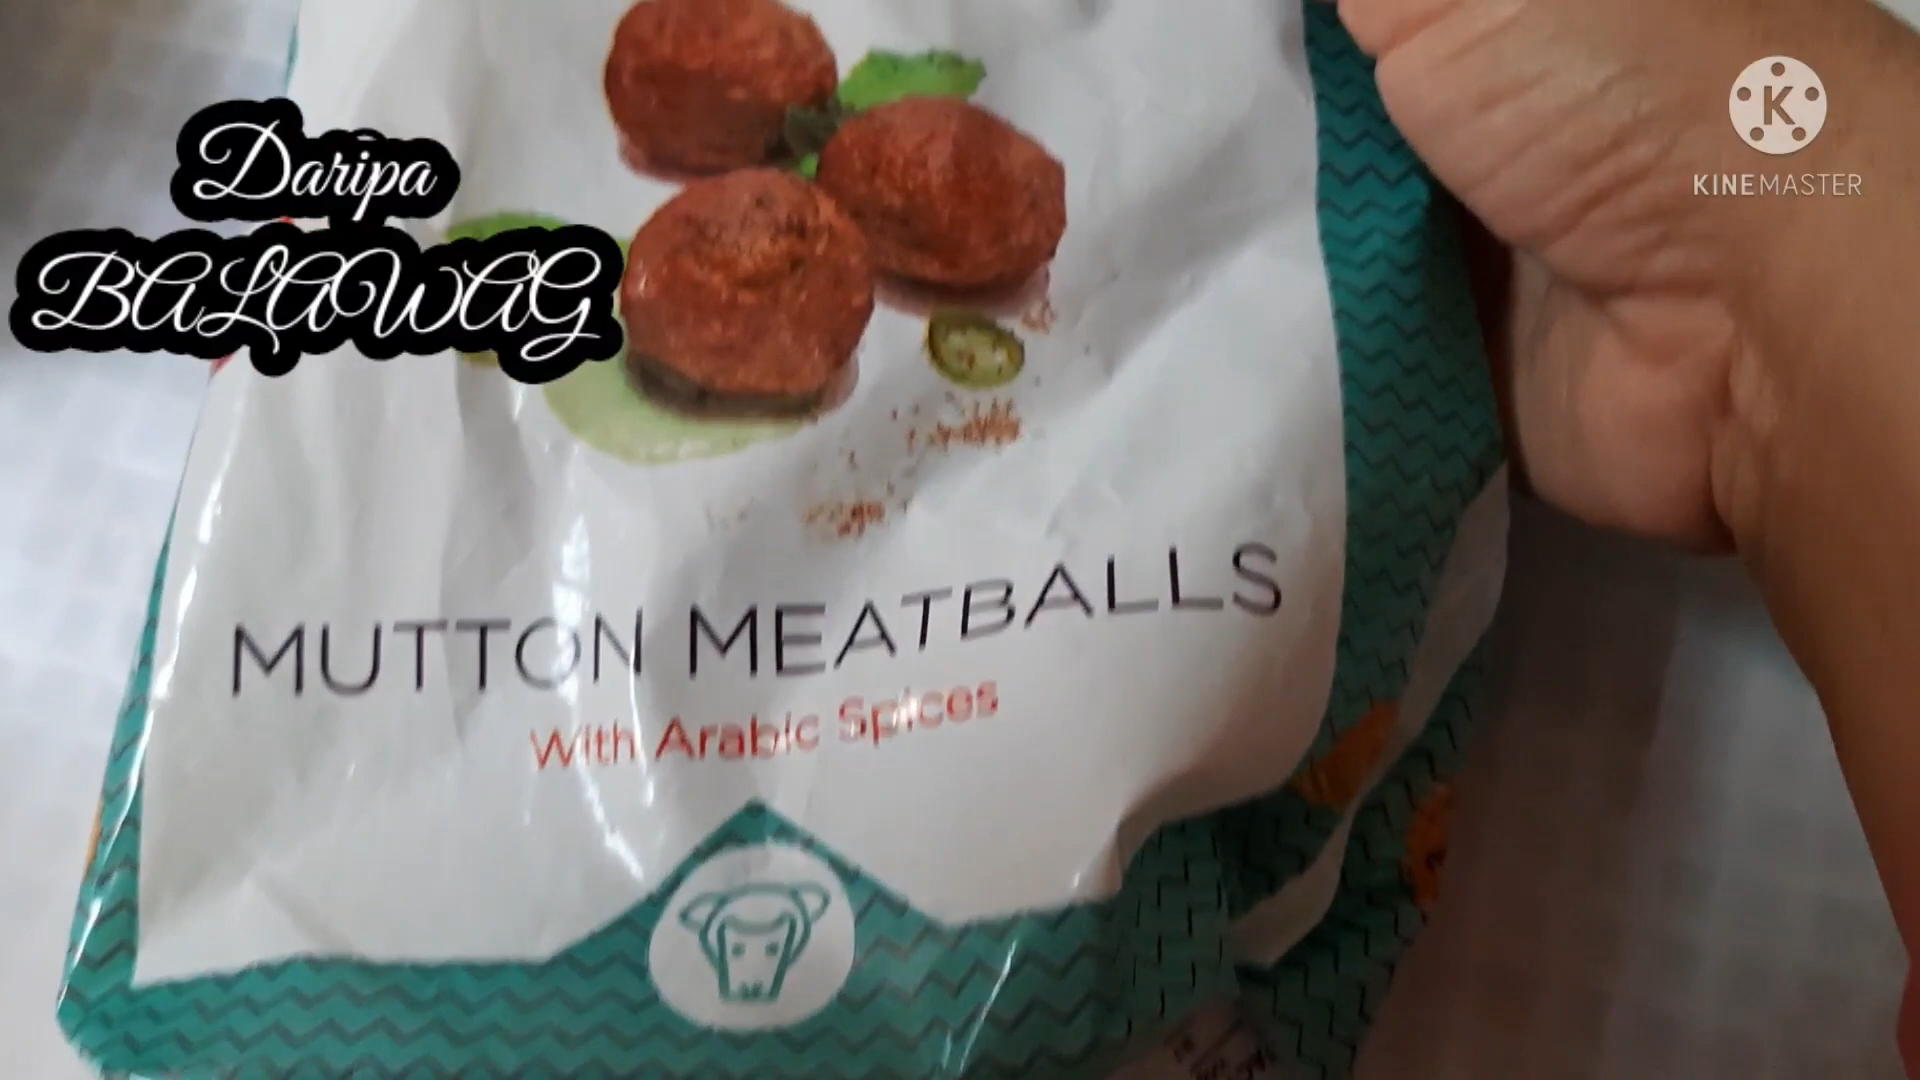 Daripa
BALAWAG
K
KINEMASTER
MUTTON MEATBALLS
With Arabic Spices